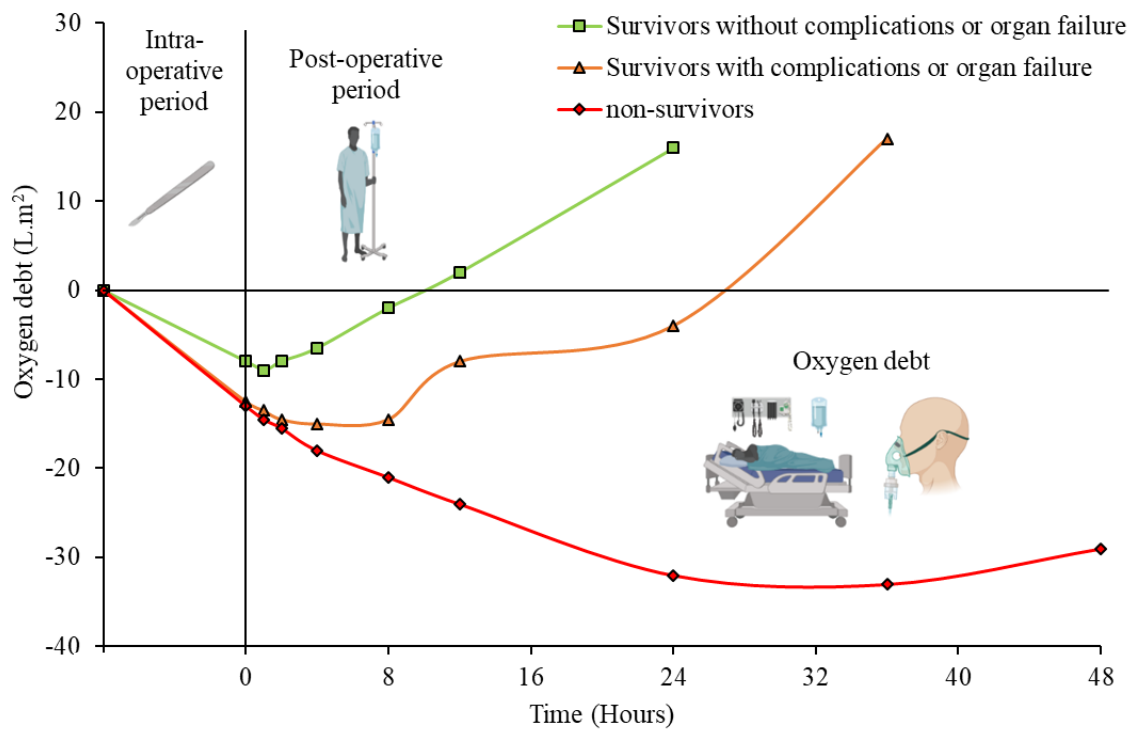 Survivors without complications or organ failure
Survivors with complications or organ failure
non-survivors
Intra-
operative
period
Post-operative
period
Oxygen debt
Oxygen debt (L.m²)
30
20
10
0
-10
-20
-30
-40
0
8
16
24
32
40
48
Time (Hours)